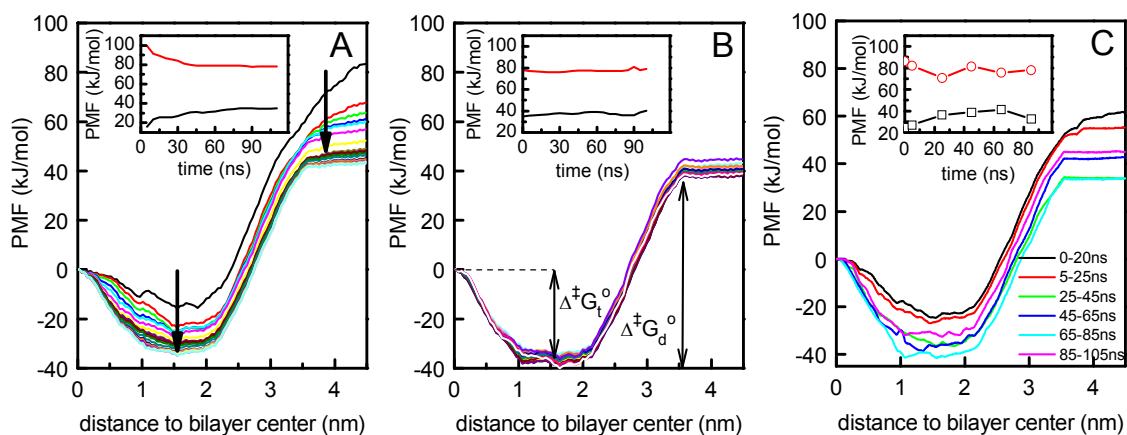 A
PMF (kJ/mol)
100
80
60
40
20
0 30 60 90
time (ns)
PMF (kJ/mol)
80
60
40
20
0
-20
-40
0 1 2 3 4
distance to bilayer center (nm)
B
PMF (kJ/mol)
100
80
60
40
20
0 30 60 90
time (ns)
PMF (kJ/mol)
100
80
60
40
20
0
-20
-40
Δ‡Gt°
Δ‡Gd°
0 1 2 3 4
distance to bilayer center (nm)
C
PMF (kJ/mol)
100
80
60
40
20
0 20 40 60 80 100
time (ns)
PMF (kJ/mol)
100
80
60
40
20
0
-20
-40
0-20ns
5-25ns
25-45ns
45-65ns
65-85ns
85-105ns
0 1 2 3 4
distance to bilayer center (nm)